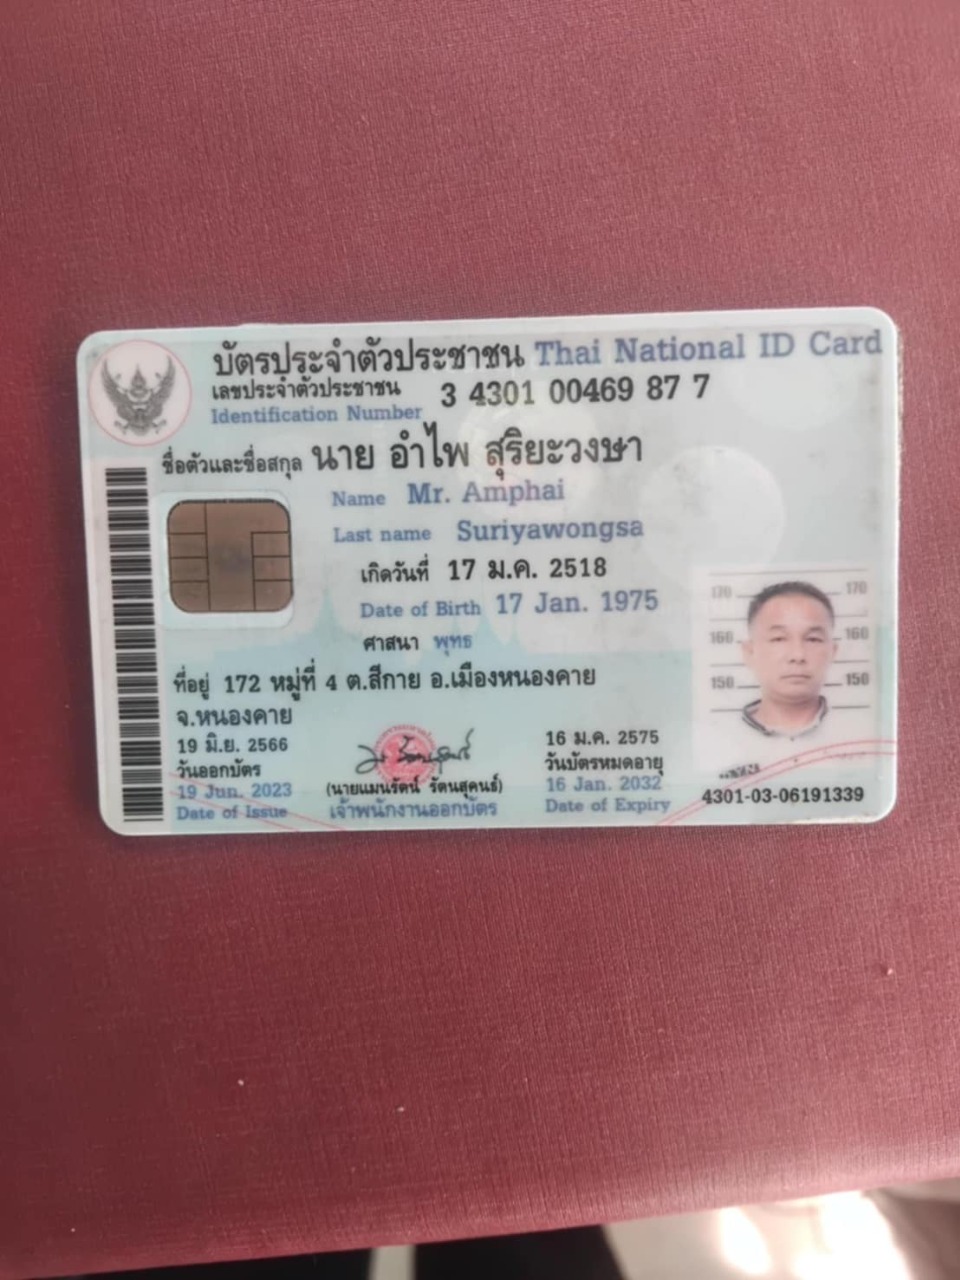 บัตรประจำตัวประชาชน Thai National ID Card
เลขประจำตัวประชาชน 3 4301 00469 87 7
Identification Number
ชื่อตัวและชื่อสกุล นาย อำไพ สุริยะวงษา
Name Mr. Amphai
Last name Suriyawongsa
เกิดวันที่ 17 ม.ค. 2518
Date of Birth 17 Jan. 1975
ศาสนา พุทธ
ที่อยู่ 172 หมู่ที่ 4 ต.สีกาย อ.เมืองหนองคาย
จ.หนองคาย
19 มิ.ย. 2566
วันออกบัตร
19 Jun. 2023
Date of Issue
(นายแมนรัตน์ รัตนสุคนธ์)
เจ้าพนักงานออกบัตร
16 ม.ค. 2575
วันบัตรหมดอายุ
16 Jan. 2032
Date of Expiry
170 170
160 160
150 150
4301-03-06191339